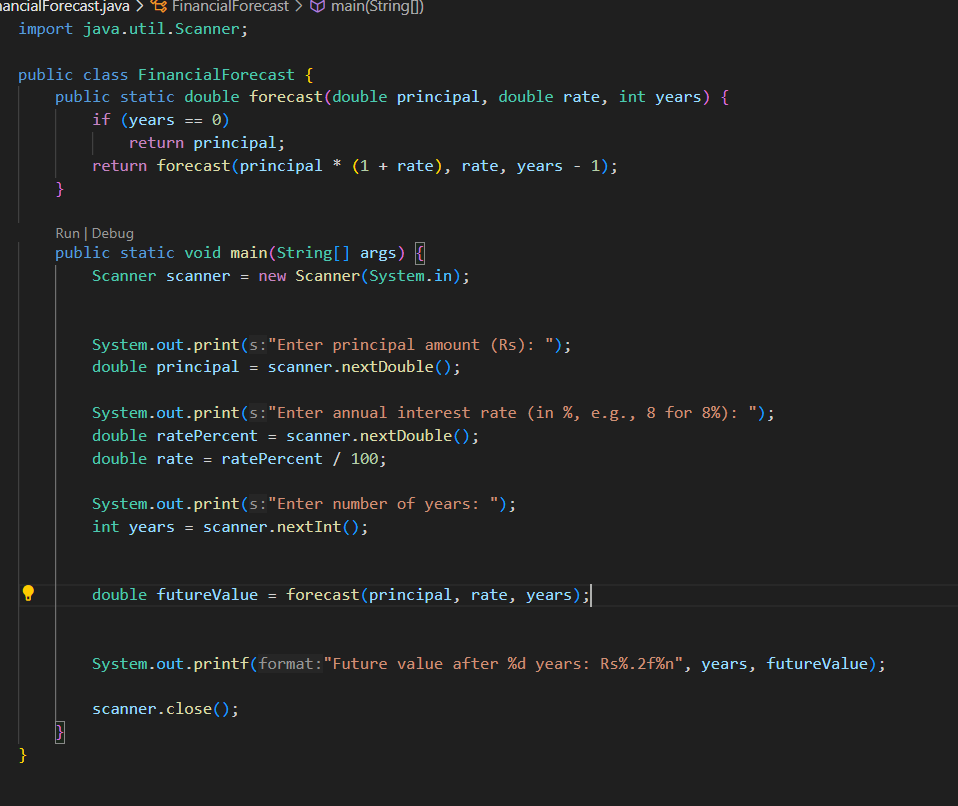 nancialForecast.java > FinancialForecast > main(String[])
import java.util.Scanner;
public class FinancialForecast {
public static double forecast(double principal, double rate, int years) {
if (years == 0)
return principal;
return forecast(principal * (1 + rate), rate, years - 1);
}
Run | Debug
public static void main(String[] args) {
Scanner scanner = new Scanner(System.in);
System.out.print(s:"Enter principal amount (Rs): ");
double principal = scanner.nextDouble();
System.out.print(s:"Enter annual interest rate (in %, e.g., 8 for 8%): ");
double ratePercent = scanner.nextDouble();
double rate = ratePercent / 100;
System.out.print(s:"Enter number of years: ");
int years = scanner.nextInt();
double futureValue = forecast(principal, rate, years);
System.out.printf(format:"Future value after %d years: Rs%.2f%n", years, futureValue);
scanner.close();
}
}